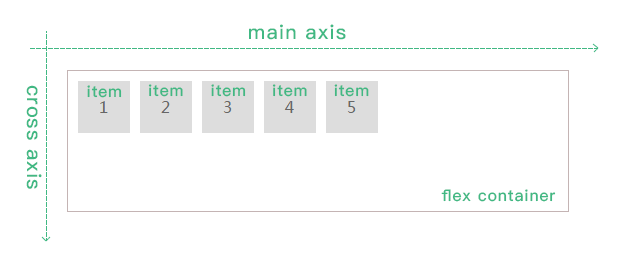 main axis
cross axis
item
1
item
2
item
3
item
4
item
5
flex container